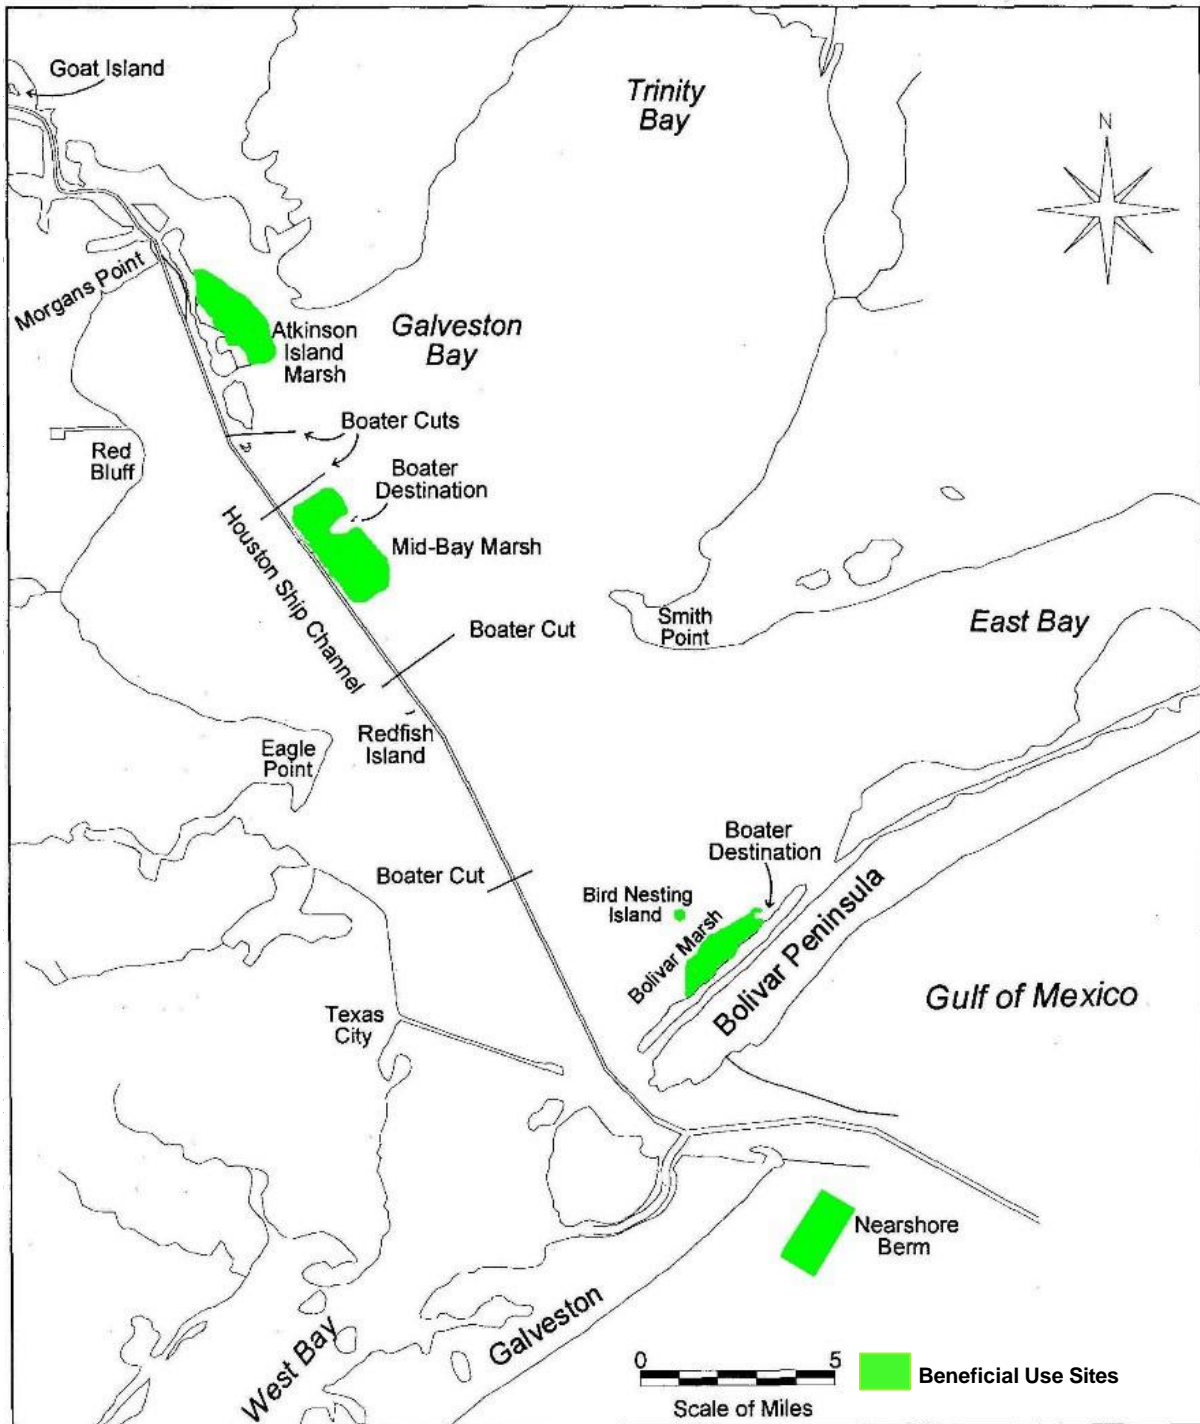 Goat Island
Trinity
Bay
N
Morgans Point
Galveston
Bay
Atkinson
Island
Marsh
Boater Cuts
Red
Bluff
Boater
Destination
Houston Ship Channel
Mid-Bay Marsh
Smith
Point
East Bay
Boater Cut
Redfish
Island
Eagle
Point
Boater
Destination
Boater Cut
Bird Nesting
Island
Bolivar Marsh
Bolivar Peninsula
Gulf of Mexico
Texas
City
Nearshore
Berm
Galveston
West Bay
0 5
Scale of Miles
Beneficial Use Sites